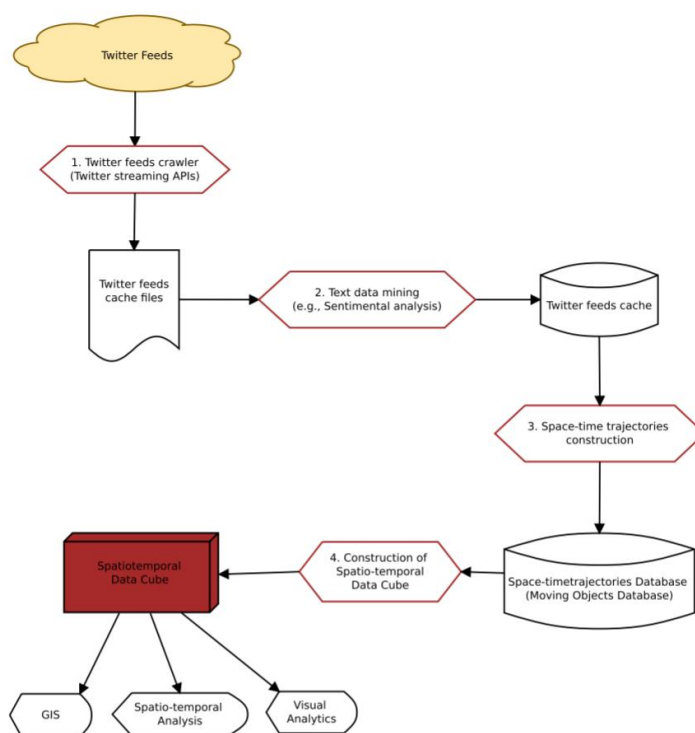 Twitter Feeds
1. Twitter feeds crawler
(Twitter streaming APIs)
Twitter feeds
cache files
2. Text data mining
(e.g., Sentimental analysis)
Twitter feeds cache
3. Space-time trajectories
construction
Spatiotemporal
Data Cube
4. Construction of
Spatio-temporal
Data Cube
Space-timetrajectories Database
(Moving Objects Database)
GIS
Spatio-temporal
Analysis
Visual
Analytics